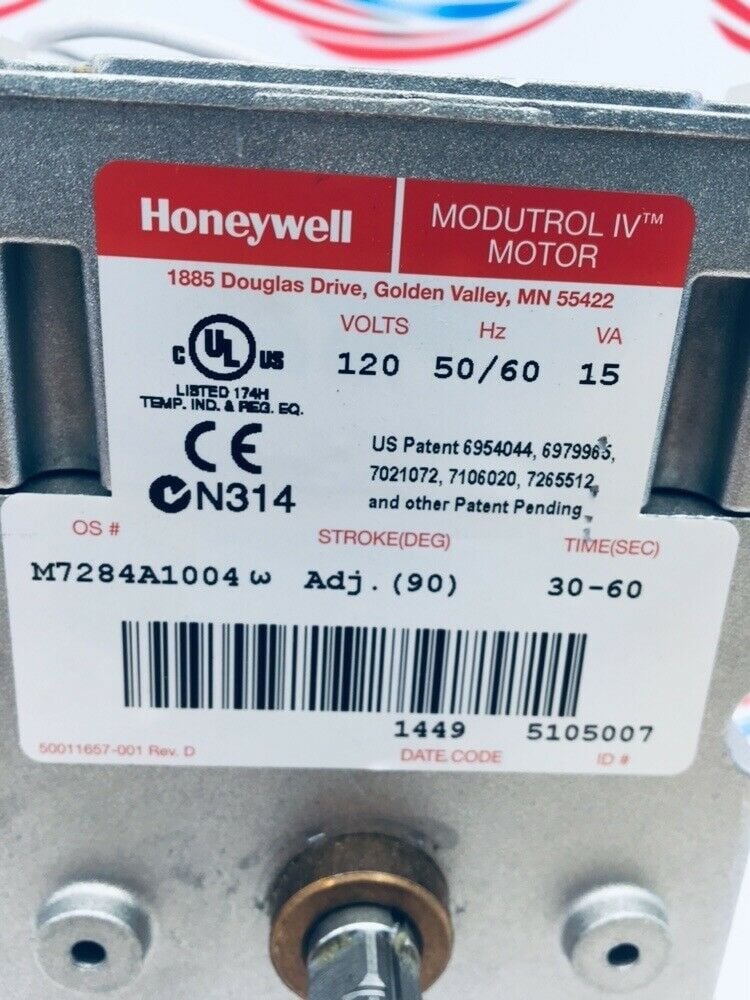 Honeywell
MODUTROL IV™
MOTOR
1885 Douglas Drive, Golden Valley, MN 55422
VOLTS Hz VA
120 50/60 15
C UL US
LISTED 174H
TEMP. IND. & REG. EQ.
CE
N314
US Patent 6954044, 6979965,
7021072, 7106020, 7265512
and other Patent Pending
OS # STROKE(DEG) TIME(SEC)
M7284A1004 ω Adj.(90) 30-60
1449 5105007
50011657-001 Rev. D DATE CODE ID #